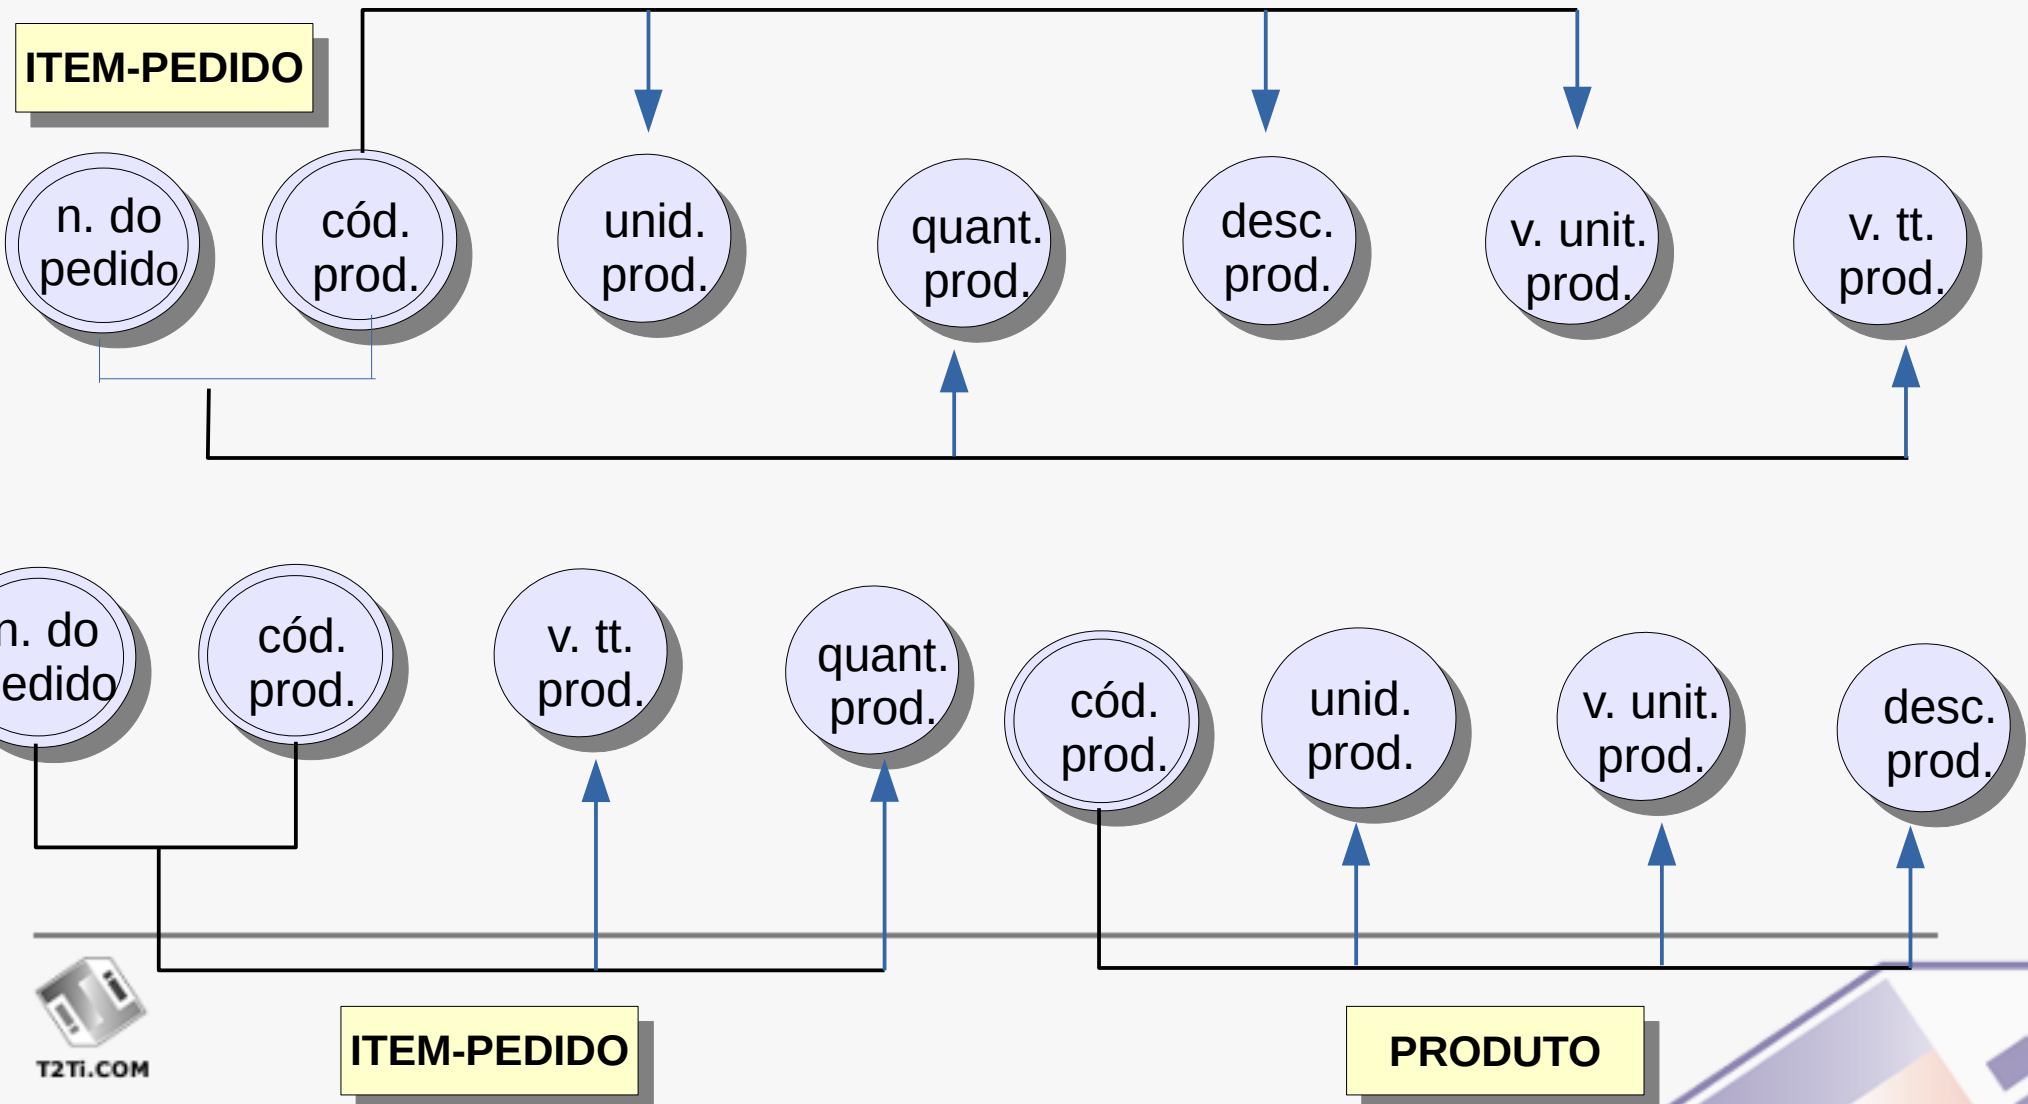 ITEM-PEDIDO
n. do
pedido
cód.
prod.
unid.
prod.
quant.
prod.
desc.
prod.
v. unit.
prod.
v. tt.
prod.
n. do
edido
cód.
prod.
v. tt.
prod.
quant.
prod.
cód.
prod.
unid.
prod.
v. unit.
prod.
desc.
prod.
ITEM-PEDIDO
PRODUTO
T2Ti.COM